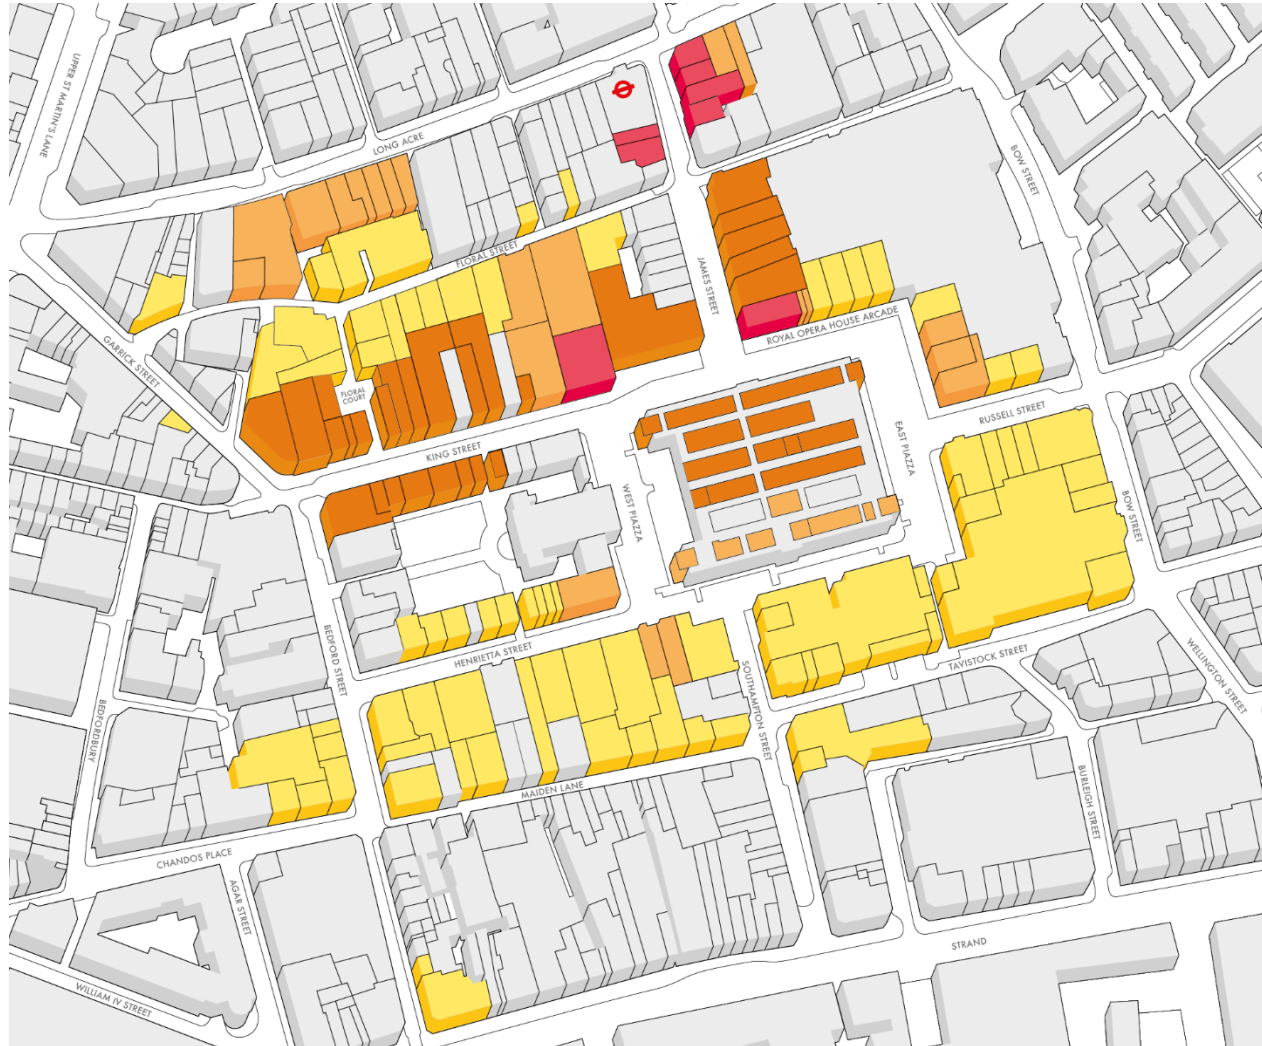 UPPER ST MARTIN'S LANE
LONG ACRE
BOW STREET
FLORAL STREET
JAMES STREET
ROYAL OPERA HOUSE ARCADE
GARRICK STREET
FLORAL
COURT
KING STREET
RUSSELL STREET
EAST PIAZZA
WEST PIAZZA
BOW STREET
BEDFORD STREET
HENRIETTA STREET
TAVISTOCK STREET
WELLINGTON STREET
SOUTHAMPTON STREET
BEDFORDBURY
MAIDEN LANE
BURLEIGH STREET
CHANDOS PLACE
AGAR STREET
STRAND
WILLIAM IV STREET